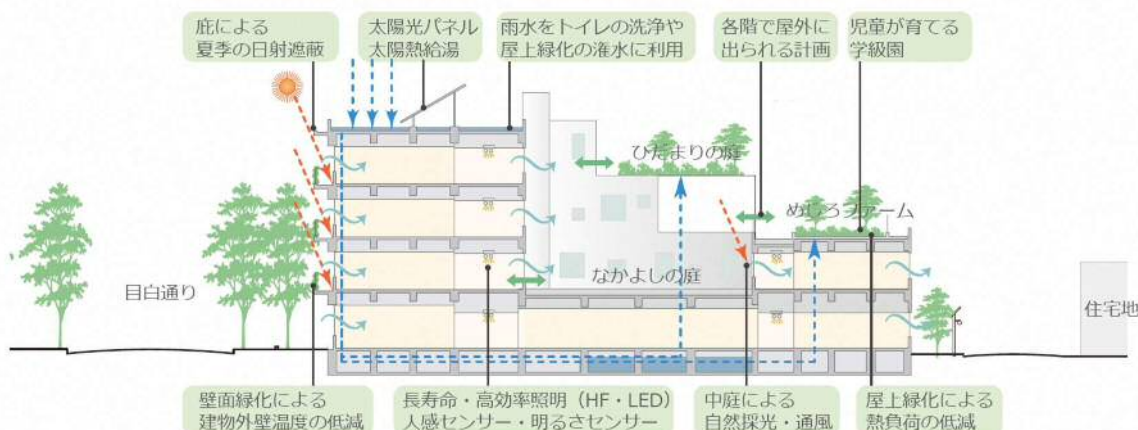 庇による
夏季の日射遮蔽
太陽光パネル
太陽熱給湯
雨水をトイレの洗浄や
屋上緑化の潅水に利用
各階で屋外に
出られる計画
児童が育てる
学級園
ひだまりの庭
めじろファーム
なかよしの庭
目白通り
住宅地
壁面緑化による
建物外壁温度の低減
長寿命・高効率照明（HF・LED）
人感センサー・明るさセンサー
中庭による
自然採光・通風
屋上緑化による
熱負荷の低減